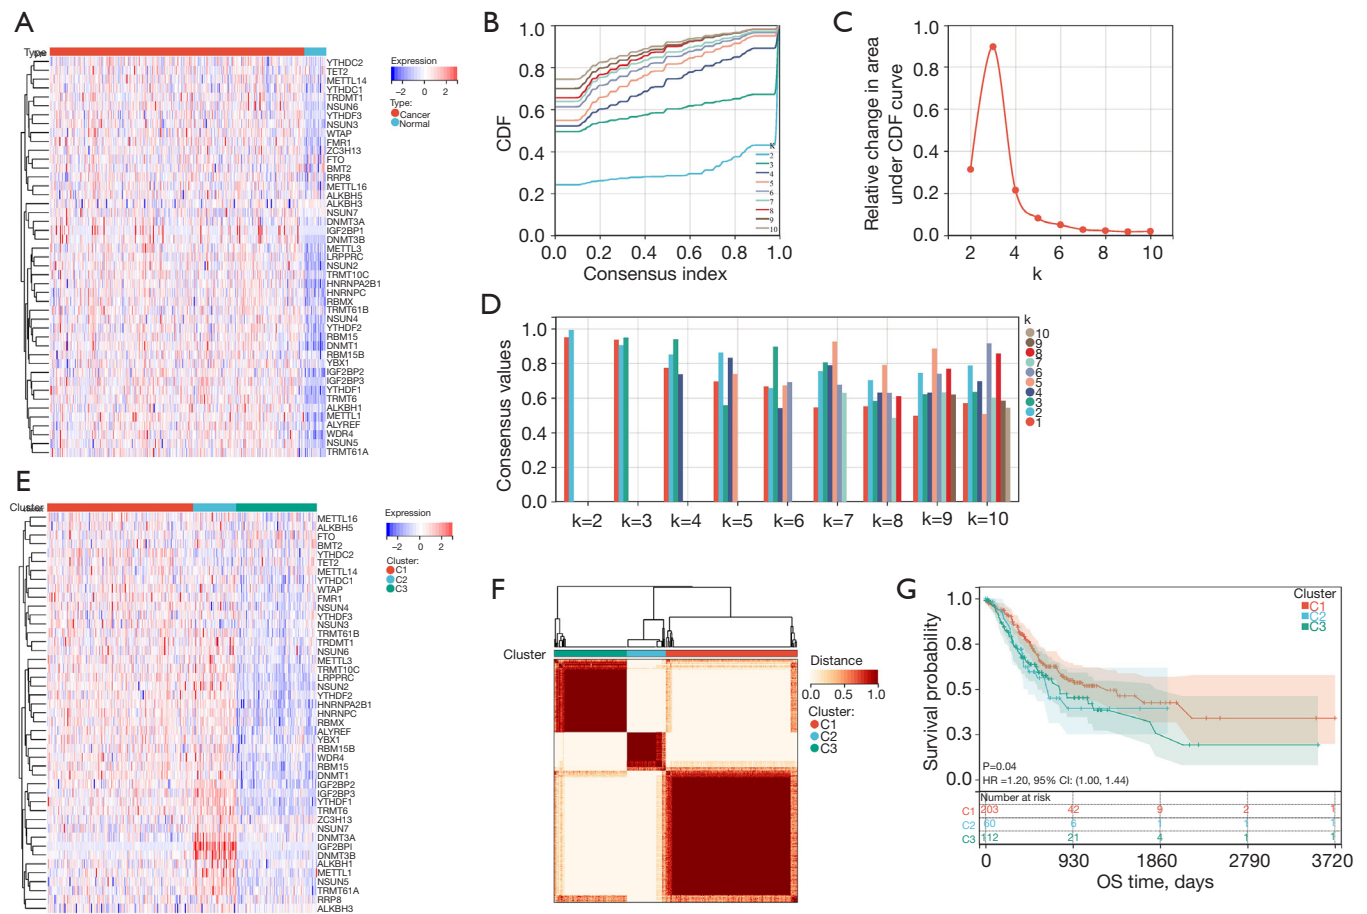 A
Type
YTHDC2
TET2
METTL14
YTHDC1
TRDMT1
NSUN6
YTHDF3
NSUN3
WTAP
FMR1
ZC3H13
FTO
BMT2
RRP8
METTL16
ALKBH5
ALKBH3
NSUN7
DNMT3A
IGF2BP1
DNMT3B
METTL3
LRPPRC
NSUN2
TRMT10C
HNRNPA2B1
HNRNPC
RBMX
TRMT61B
NSUN4
YTHDF2
RBM15
DNMT1
RBM15B
YBX1
IGF2BP2
IGF2BP3
YTHDF1
TRMT6
ALKBH1
METTL1
ALYREF
WDR4
NSUN5
TRMT61A
Expression
−2 0 2
Type:
Cancer
Normal
B
CDF
1.0
0.8
0.6
0.4
0.2
0.0
0.0 0.2 0.4 0.6 0.8 1.0
Consensus index
K
2
3
4
5
6
7
8
9
10
C
Relative change in area
under CDF curve
1.0
0.8
0.6
0.4
0.2
0.0
2 4 6 8 10
k
D
Consensus values
1.0
0.8
0.6
0.4
0.2
0.0
k=2 k=3 k=4 k=5 k=6 k=7 k=8 k=9 k=10
k
10
9
8
7
6
5
4
3
2
1
E
Cluster
METTL16
ALKBH5
FTO
BMT2
YTHDC2
TET2
METTL14
YTHDC1
WTAP
FMR1
NSUN4
YTHDF3
NSUN3
TRMT61B
TRDMT1
NSUN6
METTL3
TRMT10C
LRPPRC
NSUN2
YTHDF2
HNRNPA2B1
HNRNPC
RBMX
ALYREF
YBX1
RBM15B
WDR4
RBM15
DNMT1
IGF2BP2
IGF2BP3
YTHDF1
TRMT6
ZC3H13
NSUN7
DNMT3A
IGF2BPI
DNMT3B
ALKBH1
METTL1
NSUN5
TRMT61A
RRP8
ALKBH3
Expression
−2 0 2
Cluster:
C1
C2
C3
F
Cluster
Distance
0.0 0.5 1.0
Cluster:
C1
C2
C3
G
Survival probability
1.0
0.8
0.5
0.3
0.0
Cluster
C1
C2
C3
P=0.04
HR =1.20, 95% CI: (1.00, 1.44)
Number at risk
C1 203 42 9 2 1
C2 60 6 1 1 1
C3 112 21 4 1 1
0 930 1860 2790 3720
OS time, days